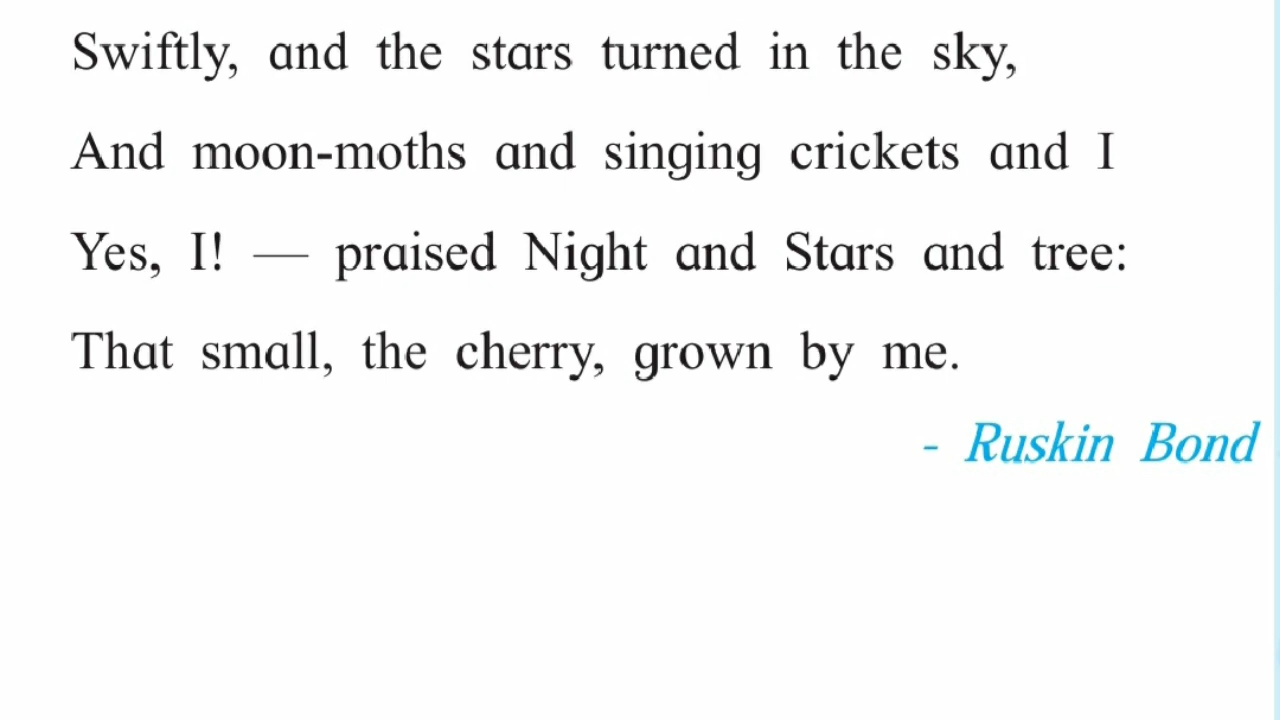 Swiftly, and the stars turned in the sky,
And moon-moths and singing crickets and I
Yes, I! — praised Night and Stars and tree:
That small, the cherry, grown by me.
- Ruskin Bond